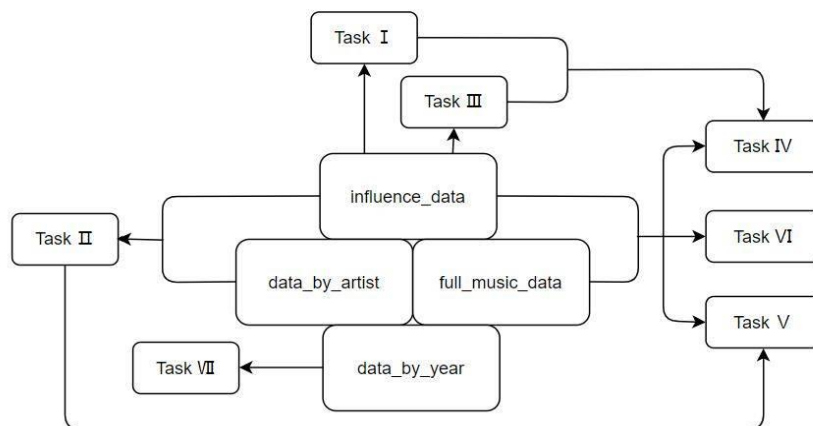 Task Ⅰ
Task Ⅲ
Task Ⅳ
influence_data
Task Ⅱ
Task Ⅵ
data_by_artist
full_music_data
Task Ⅴ
Task Ⅶ
data_by_year